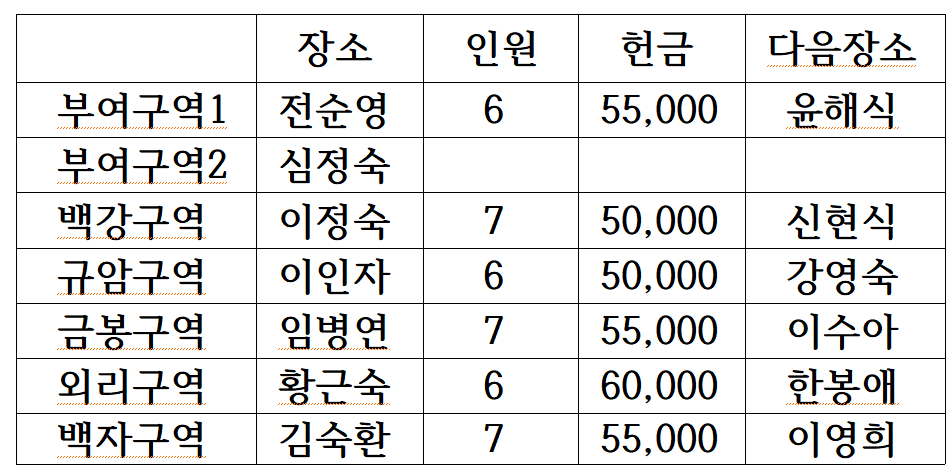 장소 인원 헌금 다음장소
부여구역1 전순영 6 55,000 윤해식
부여구역2 심정숙
백강구역 이정숙 7 50,000 신현식
규암구역 이인자 6 50,000 강영숙
금봉구역 임병연 7 55,000 이수아
외리구역 황근숙 6 60,000 한봉애
백자구역 김숙환 7 55,000 이영희